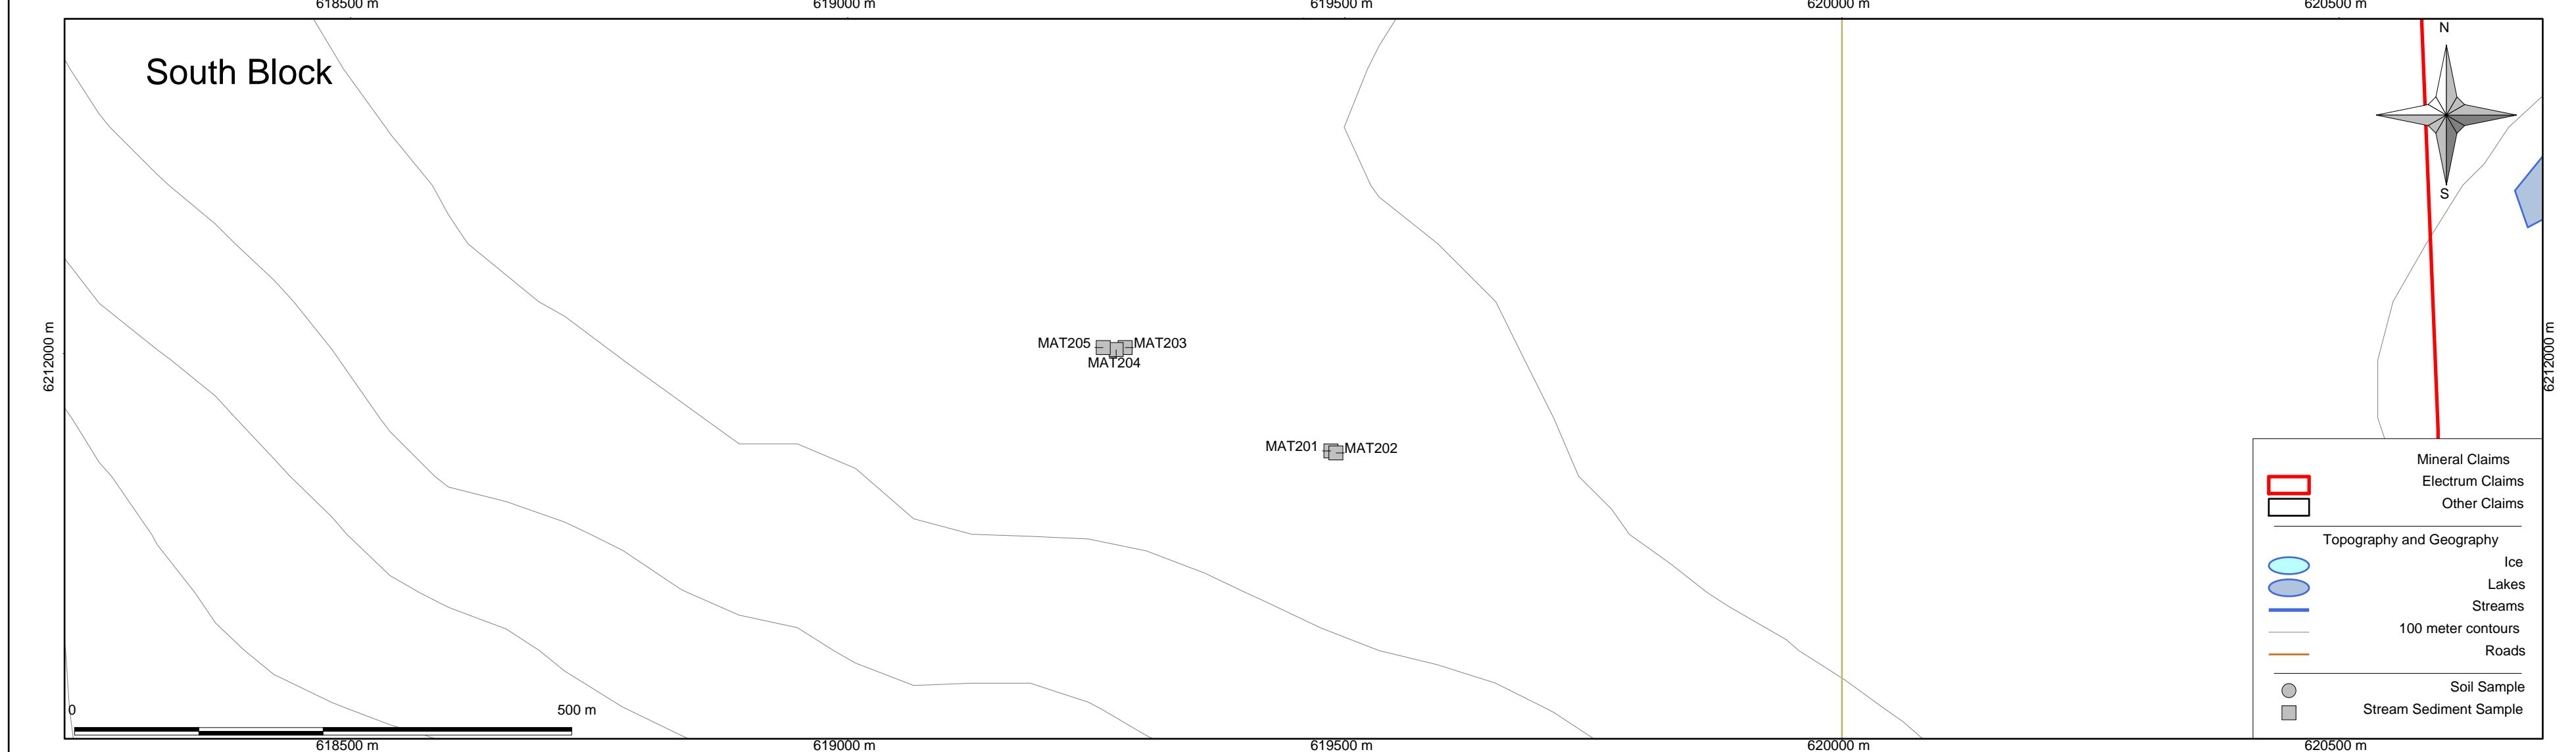 618500 m
619000 m
619500 m
620000 m
620500 m
N
South Block
S
6212000 m
6212000 m
MAT205
MAT203
MAT204
MAT201
MAT202
Mineral Claims
Electrum Claims
Other Claims
Topography and Geography
Ice
Lakes
Streams
100 meter contours
Roads
Soil Sample
Stream Sediment Sample
0
500 m
618500 m
619000 m
619500 m
620000 m
620500 m